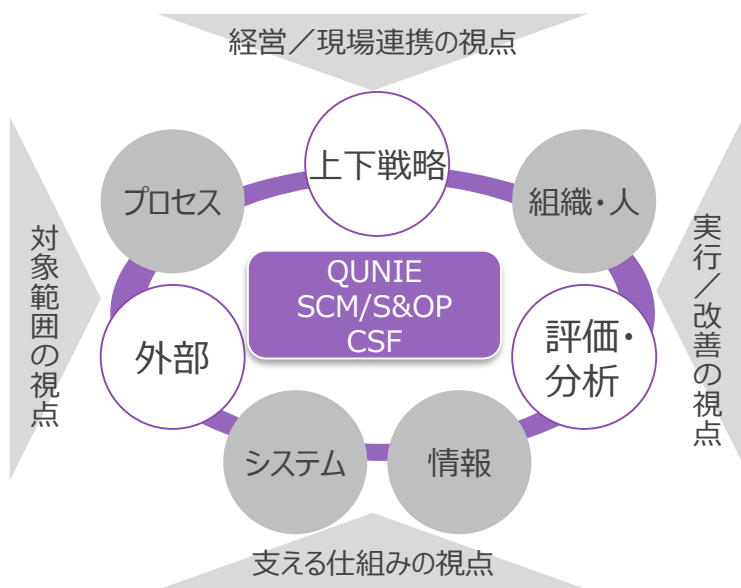 経営／現場連携の視点
上下戦略
プロセス
組織・人
対象範囲の視点
QUNIE
SCM/S&OP
CSF
実行／改善の視点
外部
評価・
分析
システム
情報
支える仕組みの視点